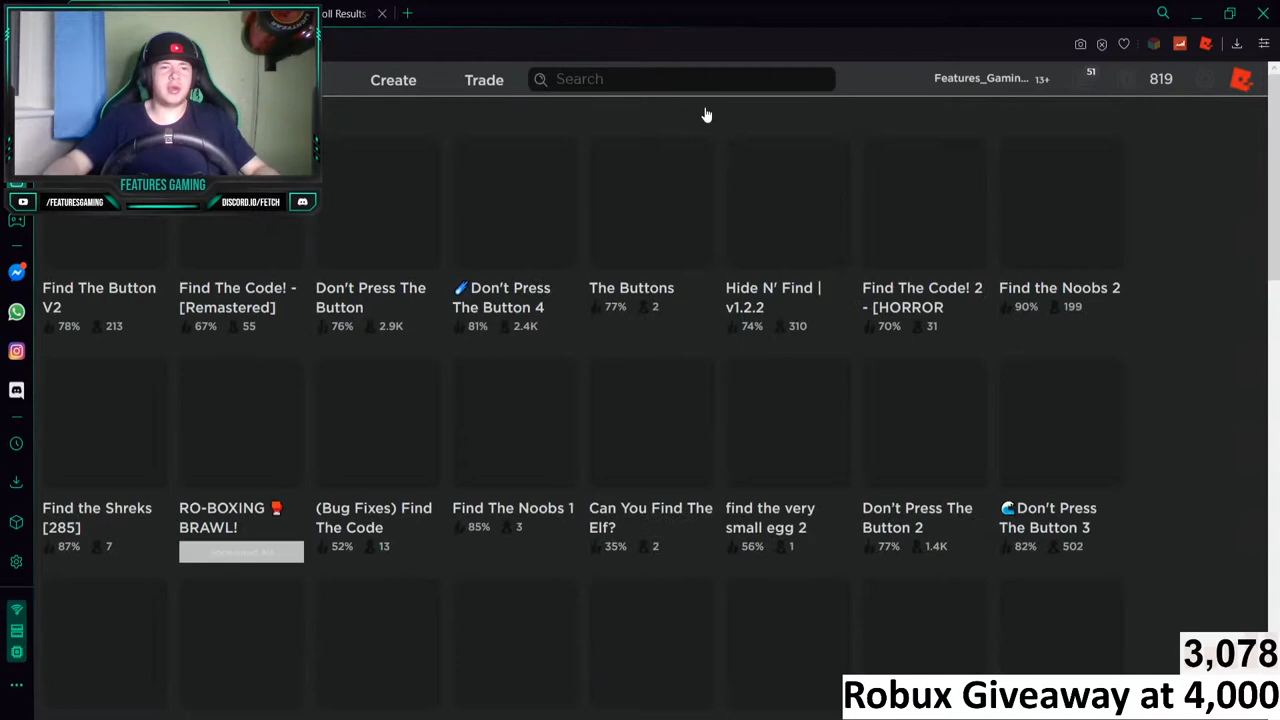 oll Results
Create
Trade
Search
Features_Gamin...
13+
51
819
FEATURES GAMING
/FEATURESGAMING
DISCORD.IO/FETCH
Find The Button
V2
78% 213
Find The Code! -
[Remastered]
67% 55
Don't Press The
Button
76% 2.9K
Don't Press
The Button 4
81% 2.4K
The Buttons
77% 2
Hide N' Find |
v1.2.2
74% 310
Find The Code! 2
- [HORROR
70% 31
Find the Noobs 2
90% 199
Find the Shreks
[285]
87% 7
RO-BOXING 🥊
BRAWL!
(Bug Fixes) Find
The Code
52% 13
Find The Noobs 1
85% 3
Can You Find The
Elf?
35% 2
find the very
small egg 2
56% 1
Don't Press The
Button 2
77% 1.4K
🌊Don't Press
The Button 3
82% 502
3,078
Robux Giveaway at 4,000